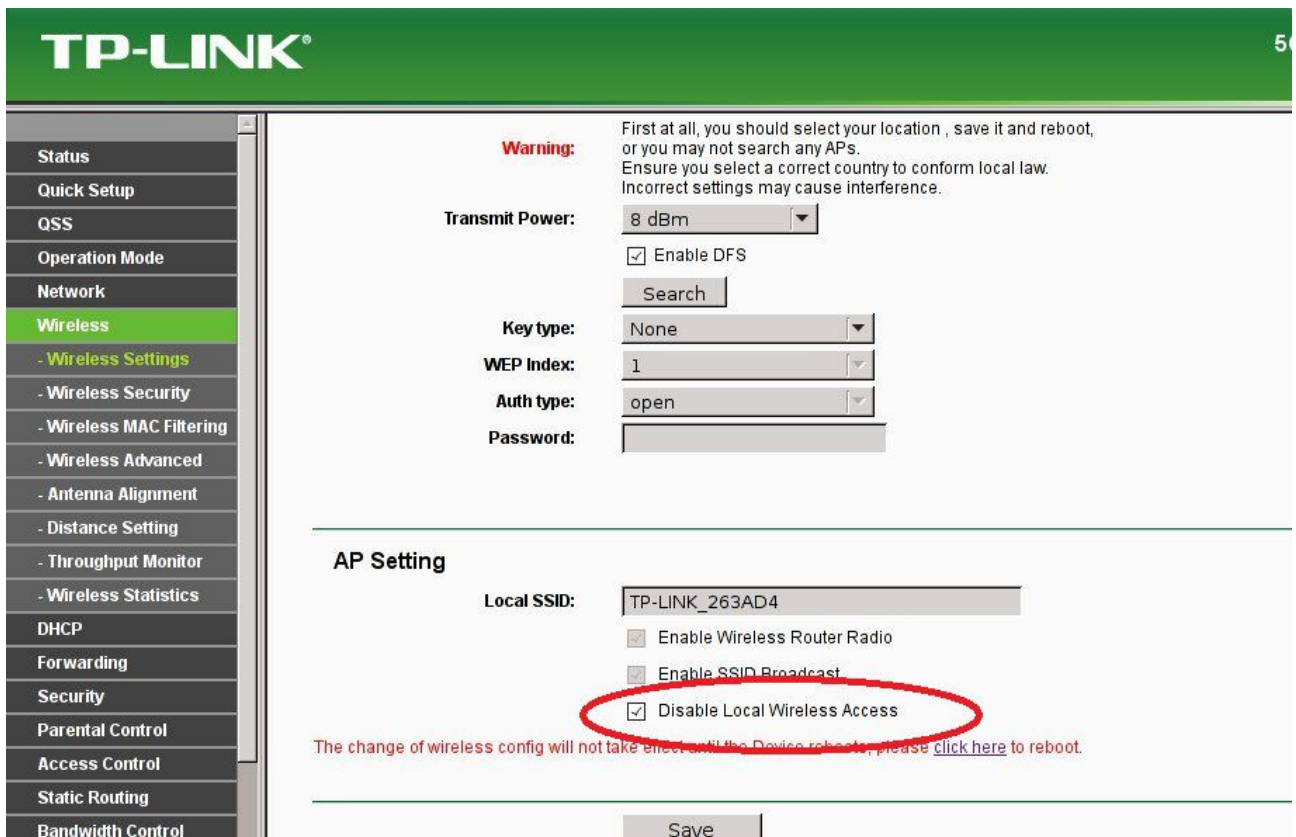 TP-LINK®
Status
Quick Setup
QSS
Operation Mode
Network
Wireless
- Wireless Settings
- Wireless Security
- Wireless MAC Filtering
- Wireless Advanced
- Antenna Alignment
- Distance Setting
- Throughput Monitor
- Wireless Statistics
DHCP
Forwarding
Security
Parental Control
Access Control
Static Routing
Bandwidth Control
Warning:
First at all, you should select your location , save it and reboot,
or you may not search any APs.
Ensure you select a correct country to conform local law.
Incorrect settings may cause interference.
Transmit Power: 8 dBm
Enable DFS
Search
Key type: None
WEP Index: 1
Auth type: open
Password:
AP Setting
Local SSID: TP-LINK_263AD4
Enable Wireless Router Radio
Enable SSID Broadcast
Disable Local Wireless Access
The change of wireless config will not take effect until the Device reboots, please click here to reboot.
Save